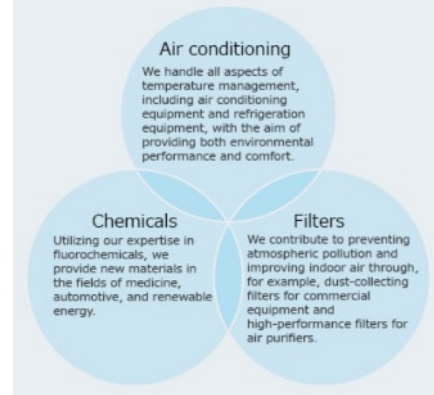 Air conditioning
We handle all aspects of
temperature management,
including air conditioning
equipment and refrigeration
equipment, with the aim of
providing both environmental
performance and comfort.
Chemicals
Utilizing our expertise in
fluorochemicals, we
provide new materials in
the fields of medicine,
automotive, and renewable
energy.
Filters
We contribute to preventing
atmospheric pollution and
improving indoor air through,
for example, dust-collecting
filters for commercial
equipment and
high-performance filters for
air purifiers.